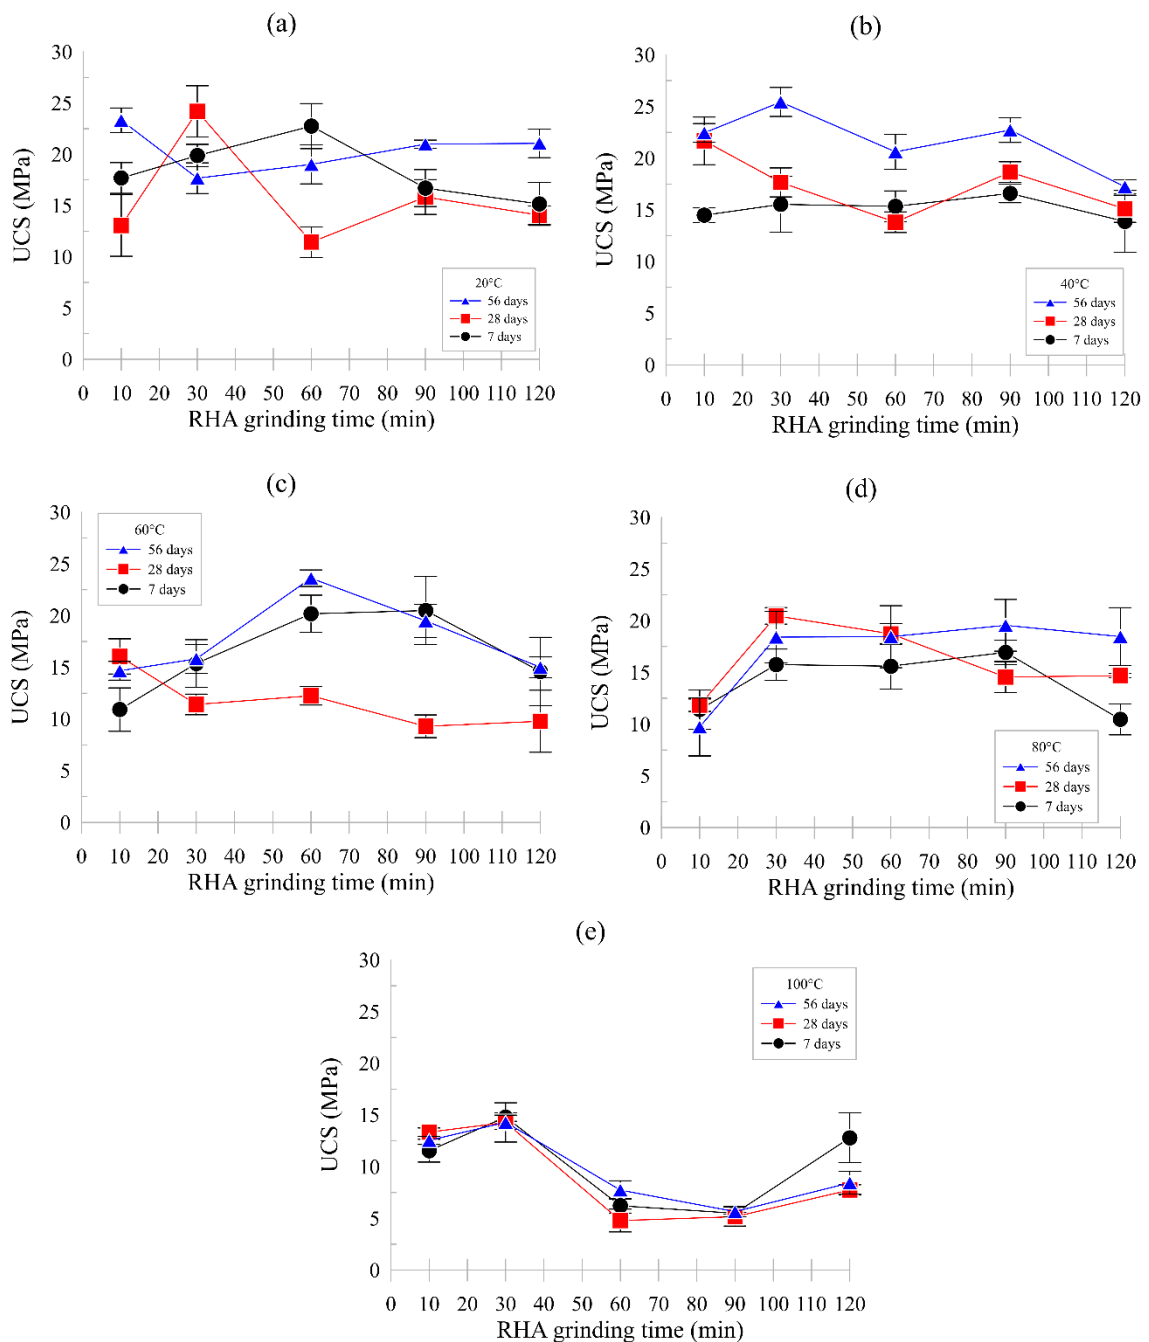 (a)
30
25
20
15
10
5
0
UCS (MPa)
20°C
56 days
28 days
7 days
0 10 20 30 40 50 60 70 80 90 100 110 120
RHA grinding timc (min)
(b)
30
25
20
15
10
5
0
UCS (MPa)
40°C
56 days
28 days
7 days
0 10 20 30 40 50 60 70 80 90 100 110 120
RHA grinding time (min)
(c)
30
25
20
15
10
5
0
UCS (MPa)
60°C
56 days
28 days
7 days
0 10 20 30 40 50 60 70 80 90 100 110 120
RHA grinding time (min)
(d)
30
25
20
15
10
5
0
UCS (MPa)
80°C
56 days
28 days
7 days
0 10 20 30 40 50 60 70 80 90 100 110 120
RHA grinding time (min)
(e)
30
25
20
15
10
5
0
UCS (MPa)
100°C
56 days
28 days
7 days
0 10 20 30 40 50 60 70 80 90 100 110 120
RHA grinding time (min)